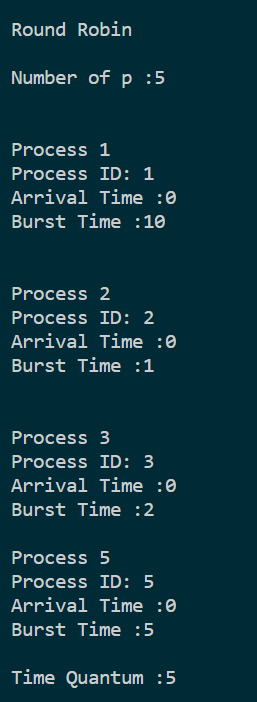 Round Robin
Number of p :5
Process 1
Process ID: 1
Arrival Time :0
Burst Time :10
Process 2
Process ID: 2
Arrival Time :0
Burst Time :1
Process 3
Process ID: 3
Arrival Time :0
Burst Time :2
Process 5
Process ID: 5
Arrival Time :0
Burst Time :5
Time Quantum :5